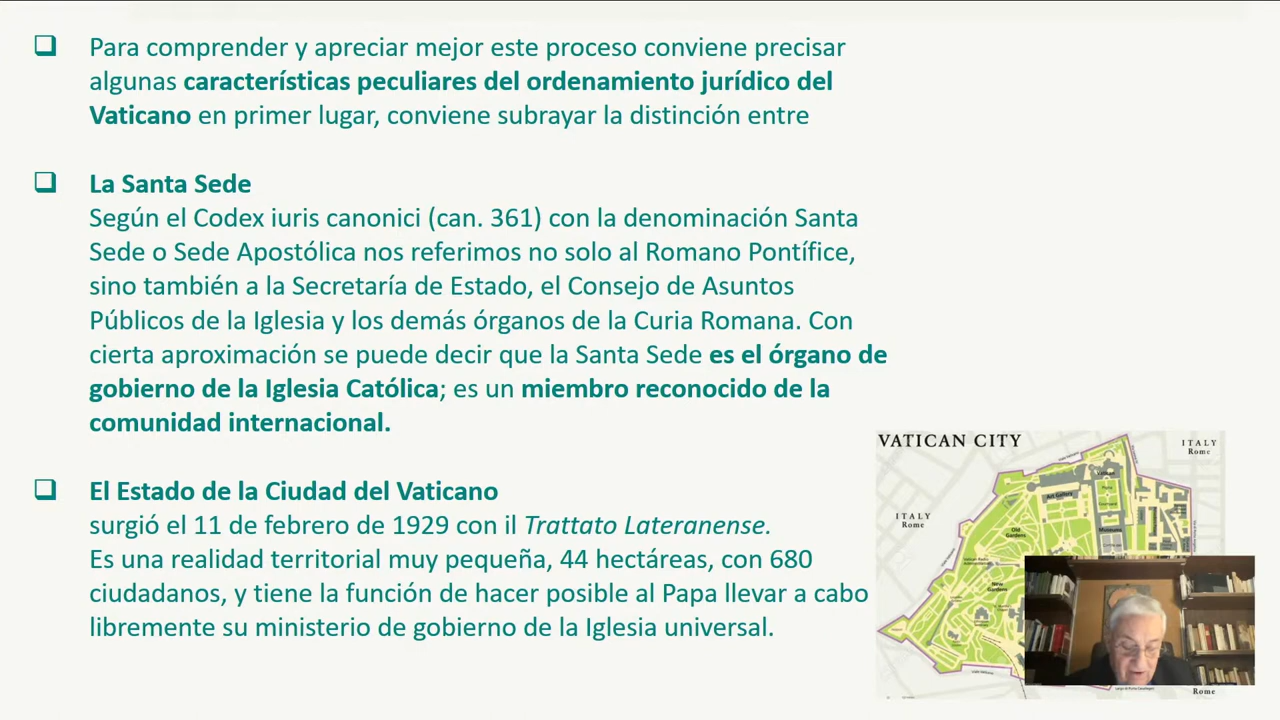 Para comprender y apreciar mejor este proceso conviene precisar
algunas características peculiares del ordenamiento jurídico del
Vaticano en primer lugar, conviene subrayar la distinción entre
La Santa Sede
Según el Codex iuris canonici (can. 361) con la denominación Santa
Sede o Sede Apostólica nos referimos no solo al Romano Pontífice,
sino también a la Secretaría de Estado, el Consejo de Asuntos
Públicos de la Iglesia y los demás órganos de la Curia Romana. Con
cierta aproximación se puede decir que la Santa Sede es el órgano de
gobierno de la Iglesia Católica; es un miembro reconocido de la
comunidad internacional.
El Estado de la Ciudad del Vaticano
surgió el 11 de febrero de 1929 con il Trattato Lateranense.
Es una realidad territorial muy pequeña, 44 hectáreas, con 680
ciudadanos, y tiene la función de hacer posible al Papa llevar a cabo
libremente su ministerio de gobierno de la Iglesia universal.
VATICAN CITY
ITALY
Rome
ITALY
Rome
Old
Gardens
New
Gardens
Rome